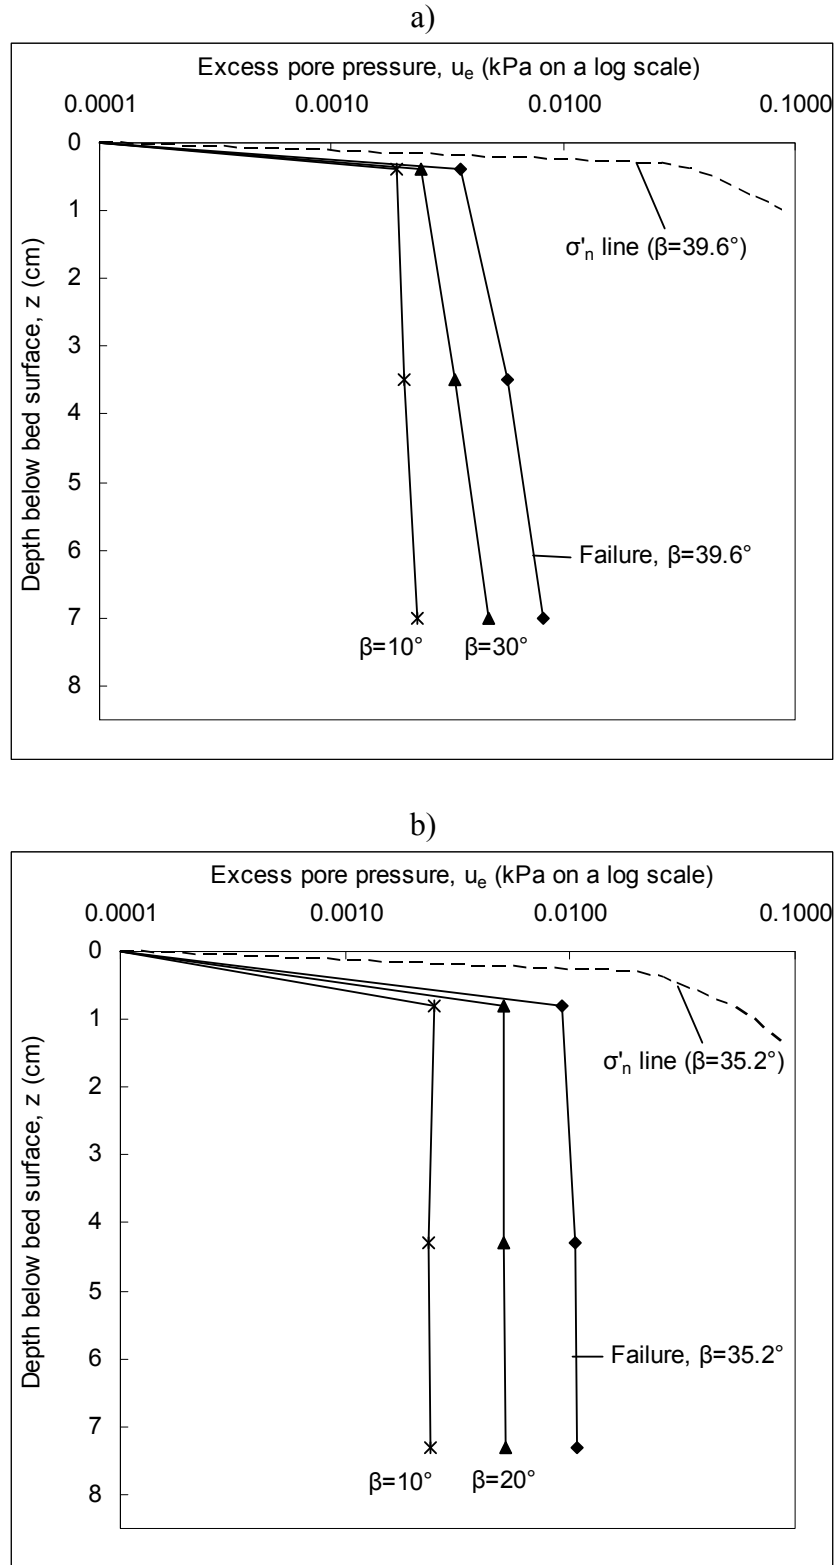 a)
Excess pore pressure, uₑ (kPa on a log scale)
0.0001 0.0010 0.0100 0.1000
0
1
2
3
4
5
6
7
8
Depth below bed surface, z (cm)
σ'ₙ line (β=39.6°)
Failure, β=39.6°
β=10° β=30°
b)
Excess pore pressure, uₑ (kPa on a log scale)
0.0001 0.0010 0.0100 0.1000
0
1
2
3
4
5
6
7
8
Depth below bed surface, z (cm)
σ'ₙ line (β=35.2°)
Failure, β=35.2°
β=10° β=20°